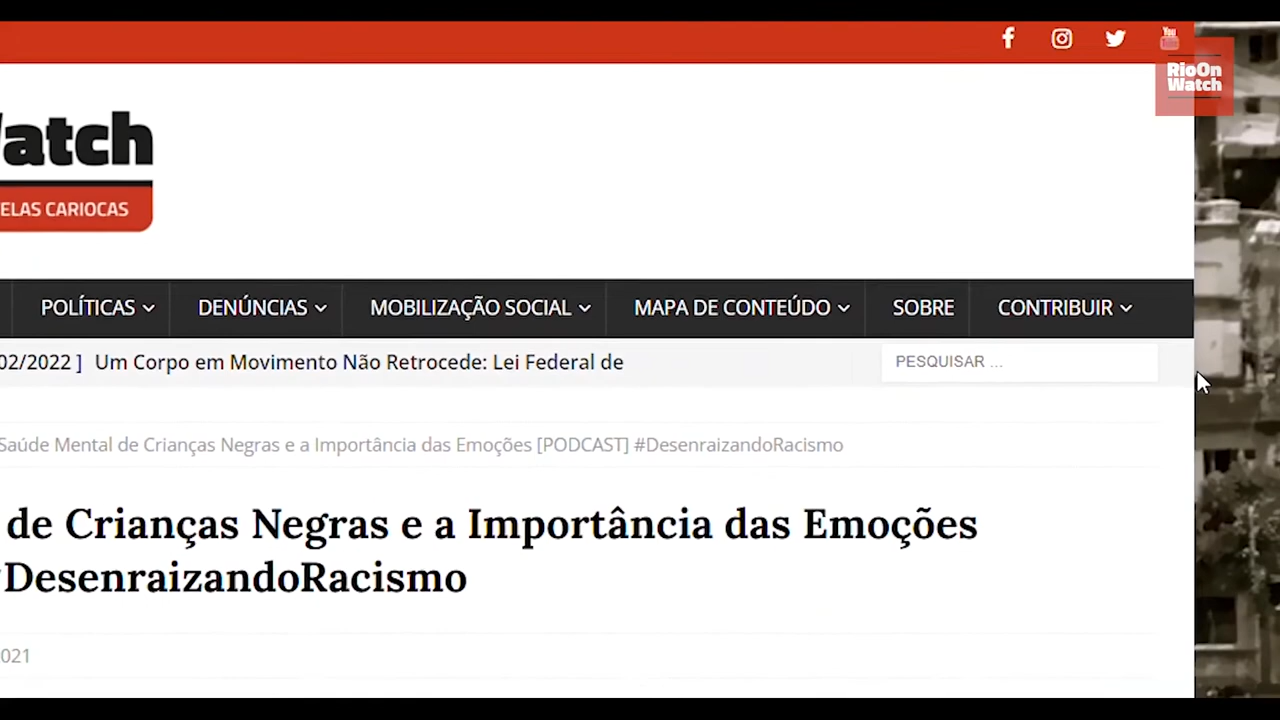 You
RioOn
Watch
Watch
ELAS CARIOCAS
POLÍTICAS
DENÚNCIAS
MOBILIZAÇÃO SOCIAL
MAPA DE CONTEÚDO
SOBRE
CONTRIBUIR
02/2022 ] Um Corpo em Movimento Não Retrocede: Lei Federal de
PESQUISAR ...
Saúde Mental de Crianças Negras e a Importância das Emoções [PODCAST] #DesenraizandoRacismo
de Crianças Negras e a Importância das Emoções
#DesenraizandoRacismo
021